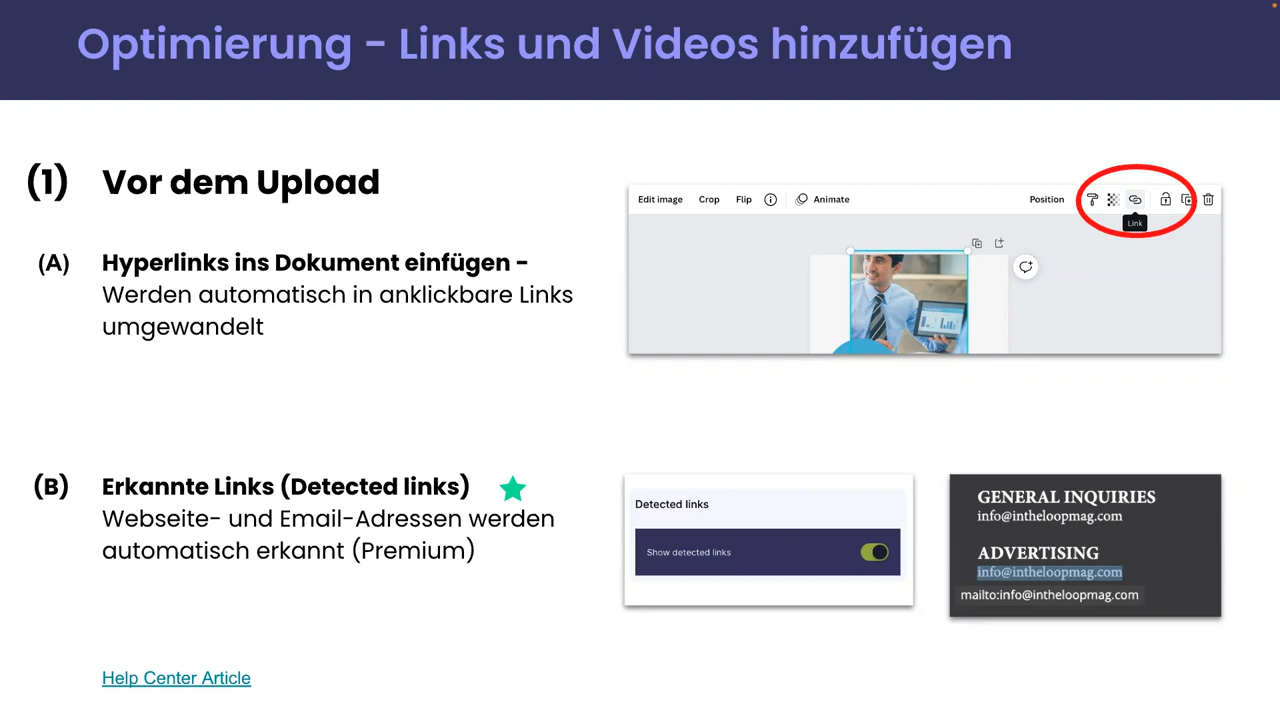 Optimierung - Links und Videos hinzufügen
(1) Vor dem Upload
(A) Hyperlinks ins Dokument einfügen -
Werden automatisch in anklickbare Links
umgewandelt
Edit image Crop Flip Animate Position
Link
(B) Erkannte Links (Detected links)
Webseite- und Email-Adressen werden
automatisch erkannt (Premium)
Detected links
Show detected links
GENERAL INQUIRIES
info@intheloopmag.com
ADVERTISING
info@intheloopmag.com
mailto:info@intheloopmag.com
Help Center Article